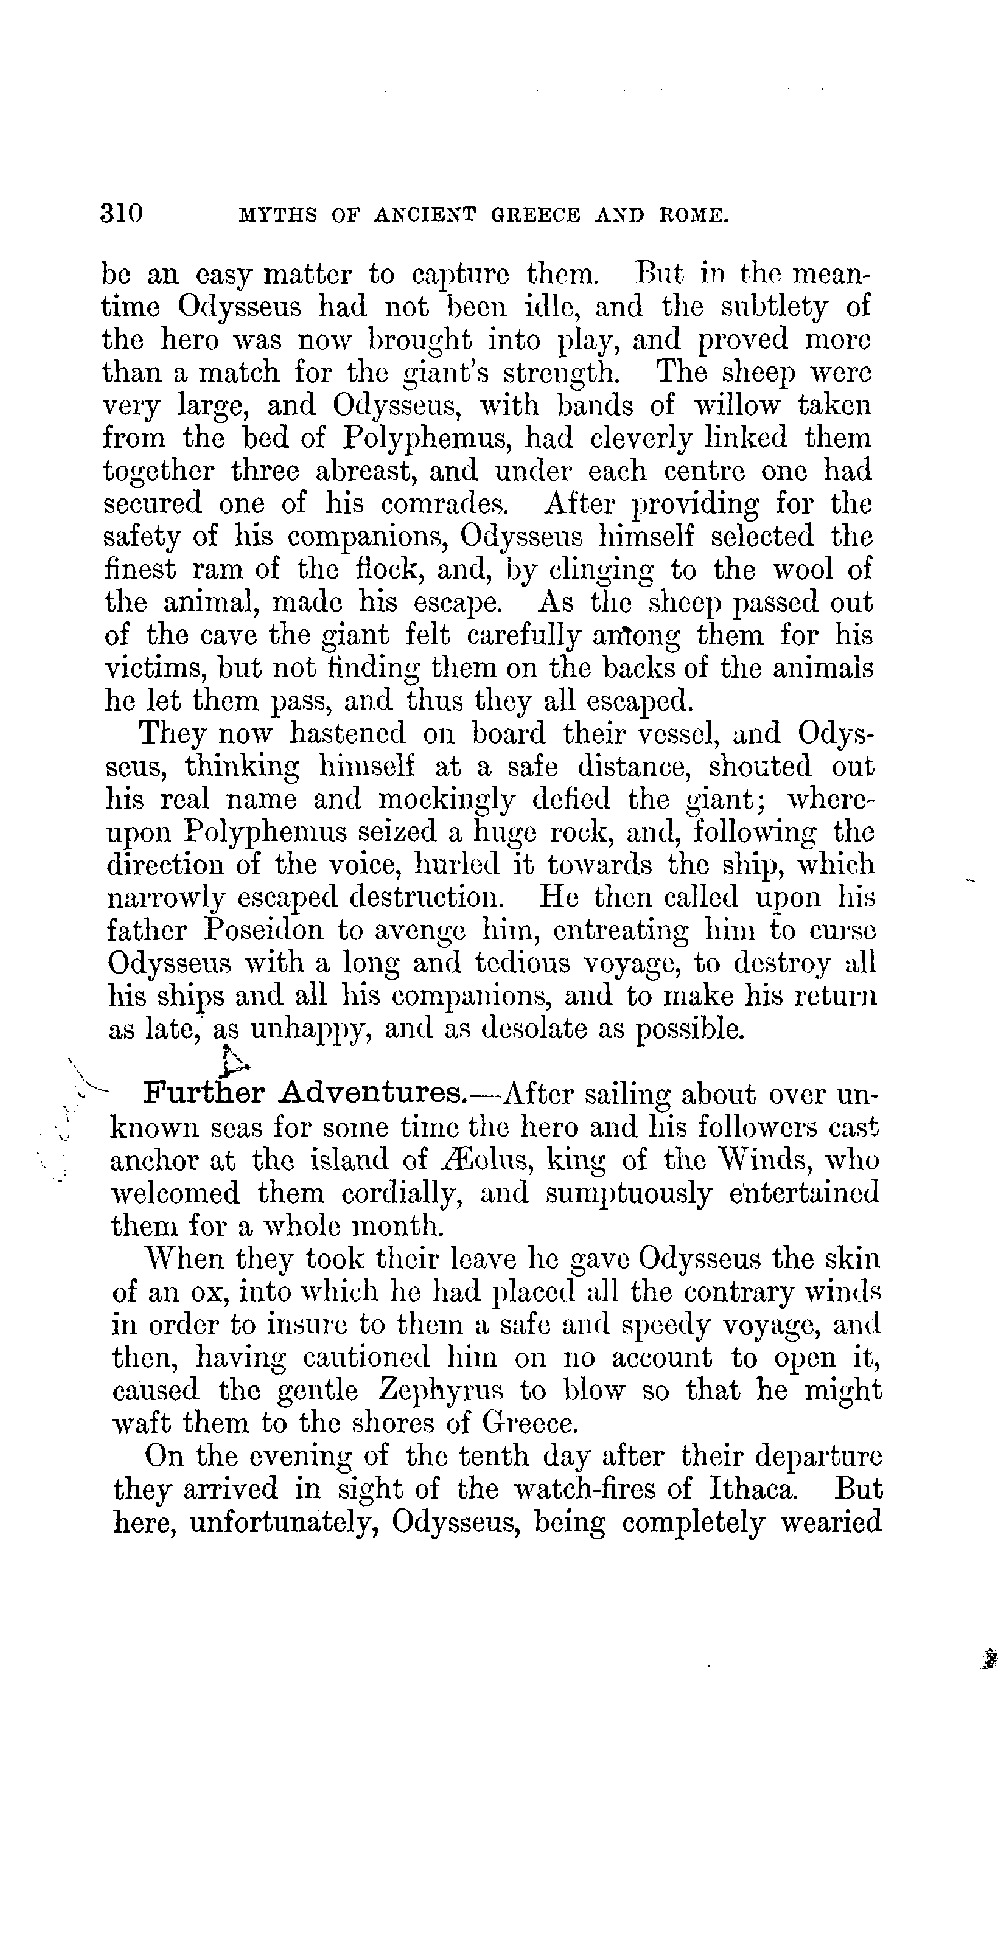 310 MYTHS OF ANCIENT GREECE AND ROME.
be an easy matter to capture them. But in the mean-
time Odysseus had not been idle, and the subtlety of
the hero was now brought into play, and proved more
than a match for the giant's strength. The sheep were
very large, and Odysseus, with bands of willow taken
from the bed of Polyphemus, had cleverly linked them
together three abreast, and under each centre one had
secured one of his comrades. After providing for the
safety of his companions, Odysseus himself selected the
finest ram of the flock, and, by clinging to the wool of
the animal, made his escape. As the sheep passed out
of the cave the giant felt carefully among them for his
victims, but not finding them on the backs of the animals
he let them pass, and thus they all escaped.
They now hastened on board their vessel, and Odys-
seus, thinking himself at a safe distance, shouted out
his real name and mockingly defied the giant; where-
upon Polyphemus seized a huge rock, and, following the
direction of the voice, hurled it towards the ship, which
narrowly escaped destruction. He then called upon his
father Poseidon to avenge him, entreating him to curse
Odysseus with a long and tedious voyage, to destroy all
his ships and all his companions, and to make his return
as late, as unhappy, and as desolate as possible.
Further Adventures.—After sailing about over un-
known seas for some time the hero and his followers cast
anchor at the island of Æolus, king of the Winds, who
welcomed them cordially, and sumptuously entertained
them for a whole month.
When they took their leave he gave Odysseus the skin
of an ox, into which he had placed all the contrary winds
in order to insure to them a safe and speedy voyage, and
then, having cautioned him on no account to open it,
caused the gentle Zephyrus to blow so that he might
waft them to the shores of Greece.
On the evening of the tenth day after their departure
they arrived in sight of the watch-fires of Ithaca. But
here, unfortunately, Odysseus, being completely wearied